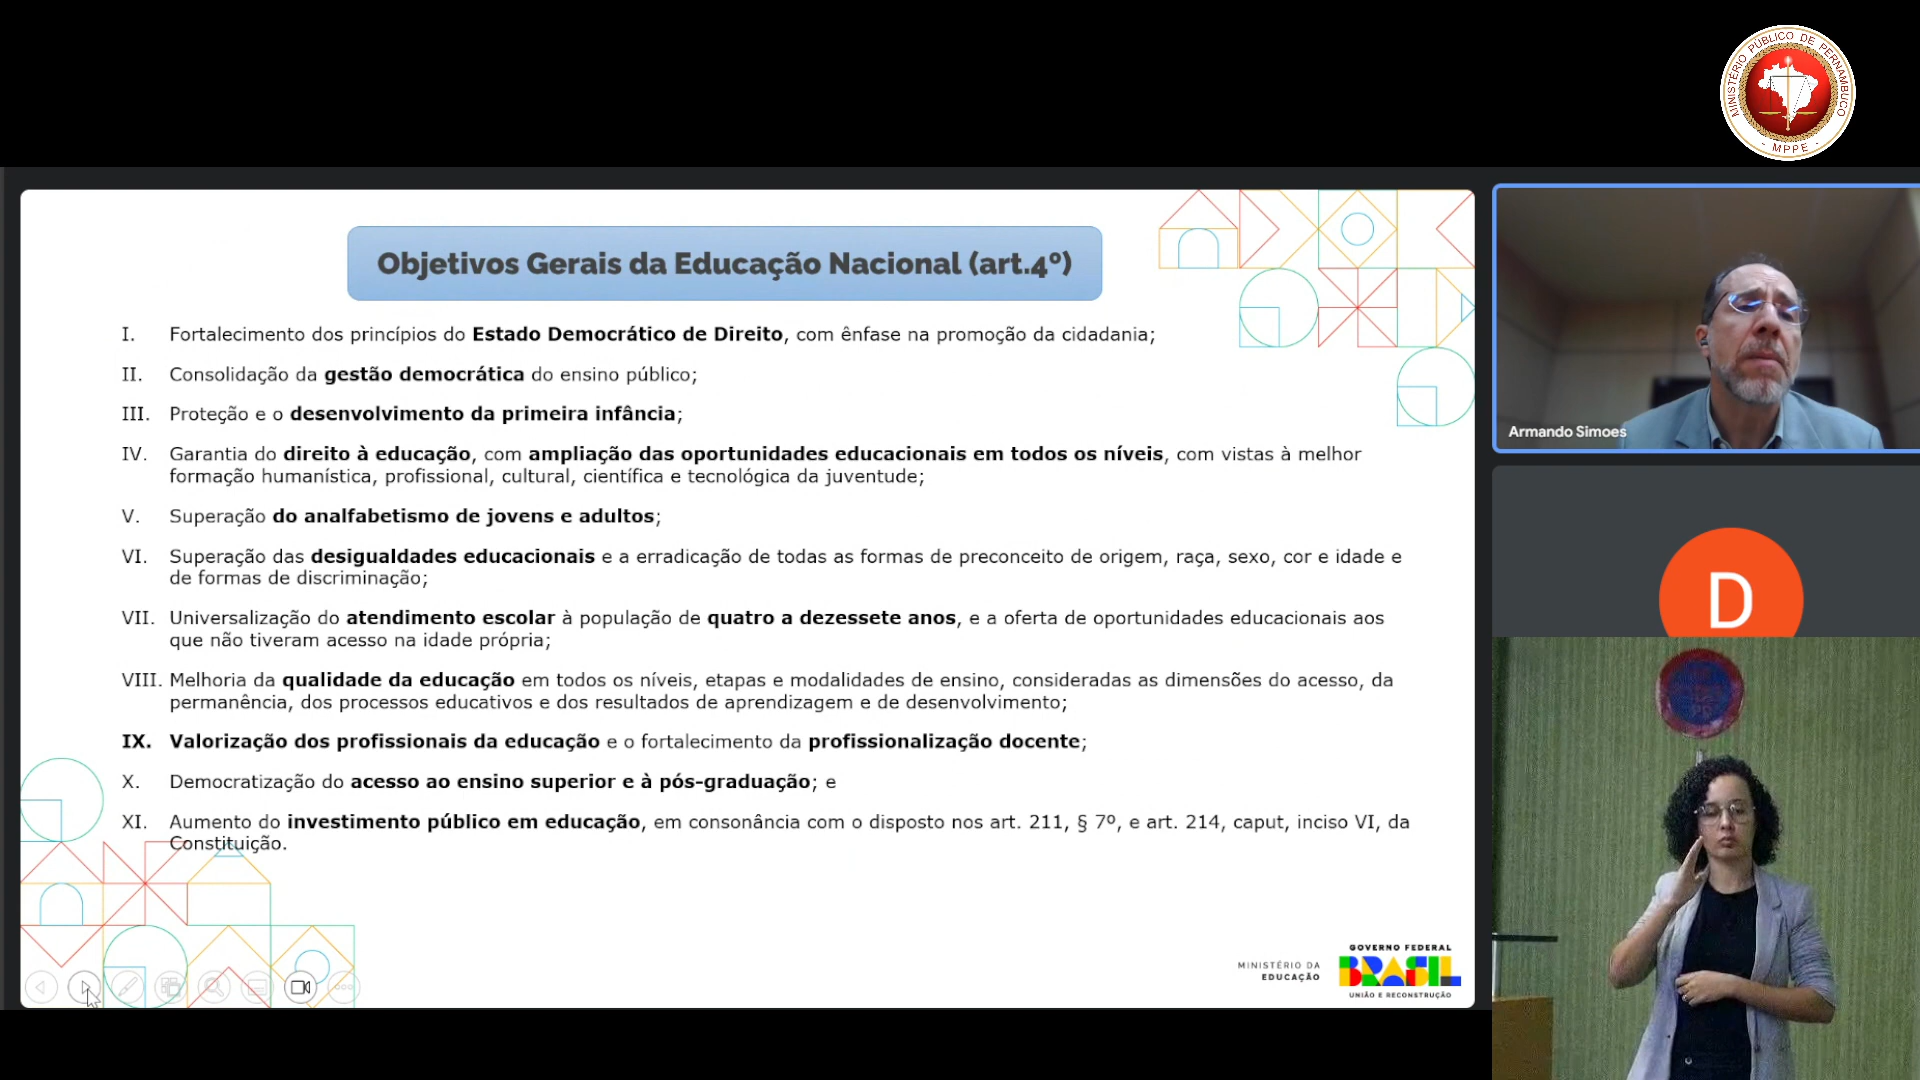 MINISTÉRIO PÚBLICO DE PERNAMBUCO
- MPPE -
Objetivos Gerais da Educação Nacional (art.4º)
I. Fortalecimento dos princípios do Estado Democrático de Direito, com ênfase na promoção da cidadania;
II. Consolidação da gestão democrática do ensino público;
III. Proteção e o desenvolvimento da primeira infância;
IV. Garantia do direito à educação, com ampliação das oportunidades educacionais em todos os níveis, com vistas à melhor
formação humanística, profissional, cultural, científica e tecnológica da juventude;
V. Superação do analfabetismo de jovens e adultos;
VI. Superação das desigualdades educacionais e a erradicação de todas as formas de preconceito de origem, raça, sexo, cor e idade e
de formas de discriminação;
VII. Universalização do atendimento escolar à população de quatro a dezessete anos, e a oferta de oportunidades educacionais aos
que não tiveram acesso na idade própria;
VIII. Melhoria da qualidade da educação em todos os níveis, etapas e modalidades de ensino, consideradas as dimensões do acesso, da
permanência, dos processos educativos e dos resultados de aprendizagem e de desenvolvimento;
IX. Valorização dos profissionais da educação e o fortalecimento da profissionalização docente;
X. Democratização do acesso ao ensino superior e à pós-graduação; e
XI. Aumento do investimento público em educação, em consonância com o disposto nos art. 211, § 7º, e art. 214, caput, inciso VI, da
Constituição.
MINISTÉRIO DA
EDUCAÇÃO
GOVERNO FEDERAL
BRASIL
UNIÃO E RECONSTRUÇÃO
Armando Simoes
D